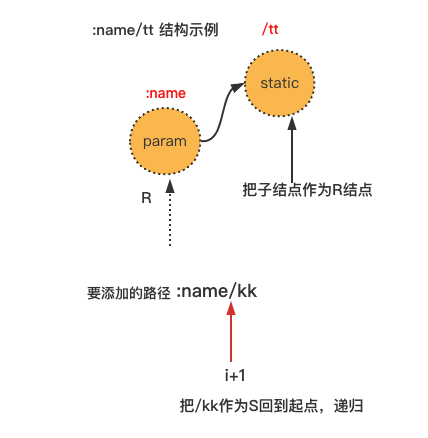 :name/tt 结构示例
/tt
static
:name
param
把子结点作为R结点
R
要添加的路径 :name/kk
i+1
把/kk作为S回到起点，递归